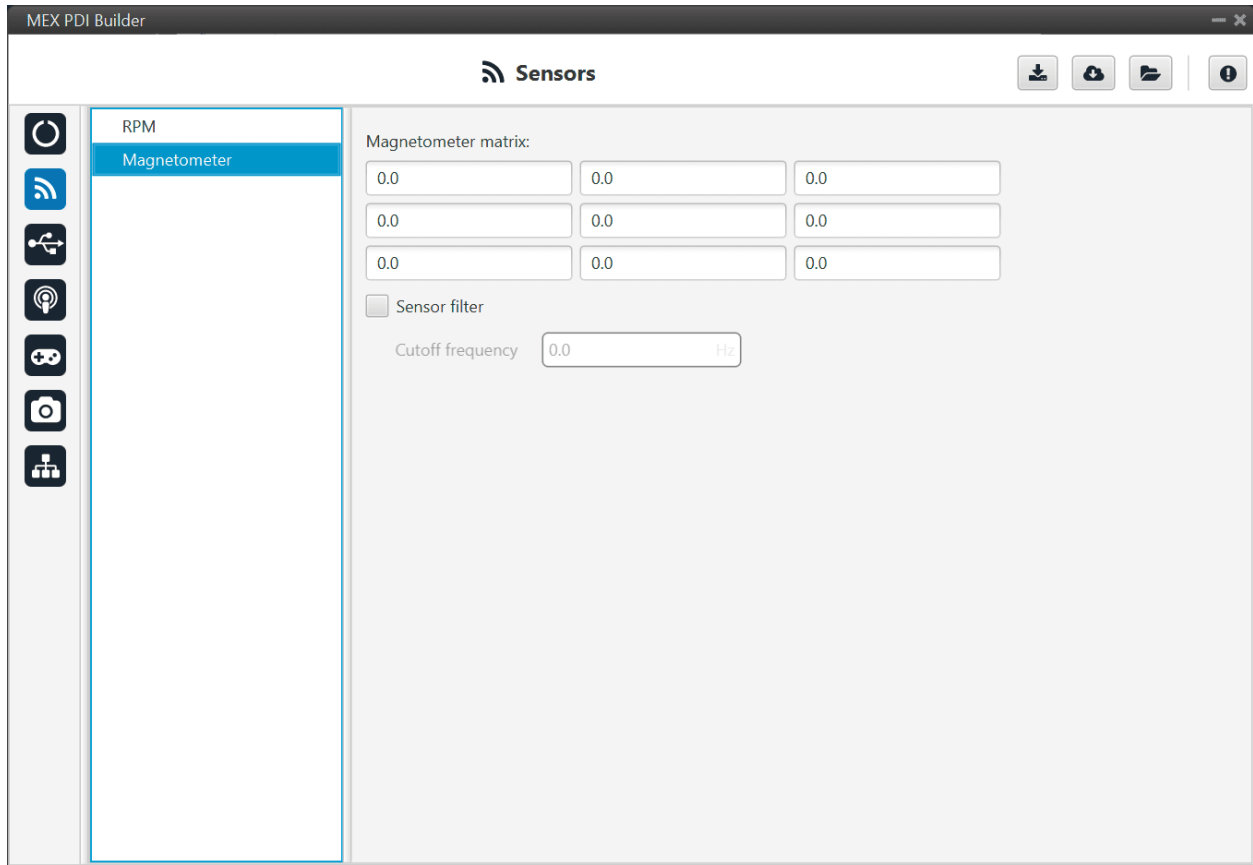 MEX PDI Builder
Sensors
RPM
Magnetometer
Magnetometer matrix:
0.0 0.0 0.0
0.0 0.0 0.0
0.0 0.0 0.0
Sensor filter
Cutoff frequency 0.0 Hz